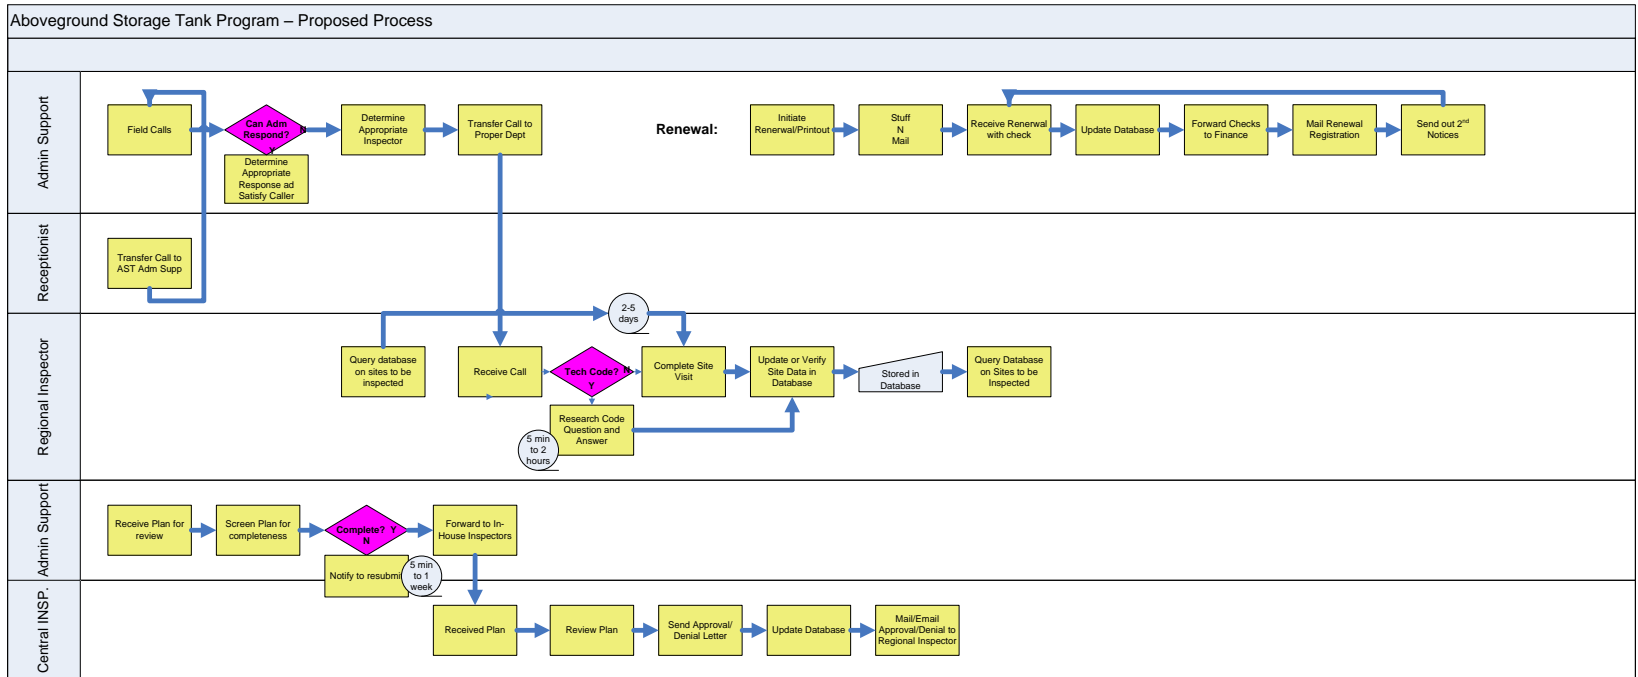 Aboveground Storage Tank Program – Proposed Process
Admin Support
Field Calls
Can Adm
Respond?
N
Y
Determine
Appropriate
Response ad
Satisfy Caller
Determine
Appropriate
Inspector
Transfer Call to
Proper Dept
Renewal:
Initiate
Renerwal/Printout
Stuff
N
Mail
Receive Renerwal
with check
Update Database
Forward Checks
to Finance
Mail Renewal
Registration
Send out 2nd
Notices
Receptionist
Transfer Call to
AST Adm Supp
2-5
days
Regional Inspector
Query database
on sites to be
inspected
Receive Call
Tech Code?
N
Y
Complete Site
Visit
Update or Verify
Site Data in
Database
Stored in
Database
Query Database
on Sites to be
Inspected
Research Code
Question and
Answer
5 min
to 2
hours
Admin Support
Receive Plan for
review
Screen Plan for
completeness
Complete? Y
N
Forward to In-
House Inspectors
Notify to resubmi
5 min
to 1
week
Central INSP.
Received Plan
Review Plan
Send Approval/
Denial Letter
Update Database
Mail/Email
Approval/Denial to
Regional Inspector